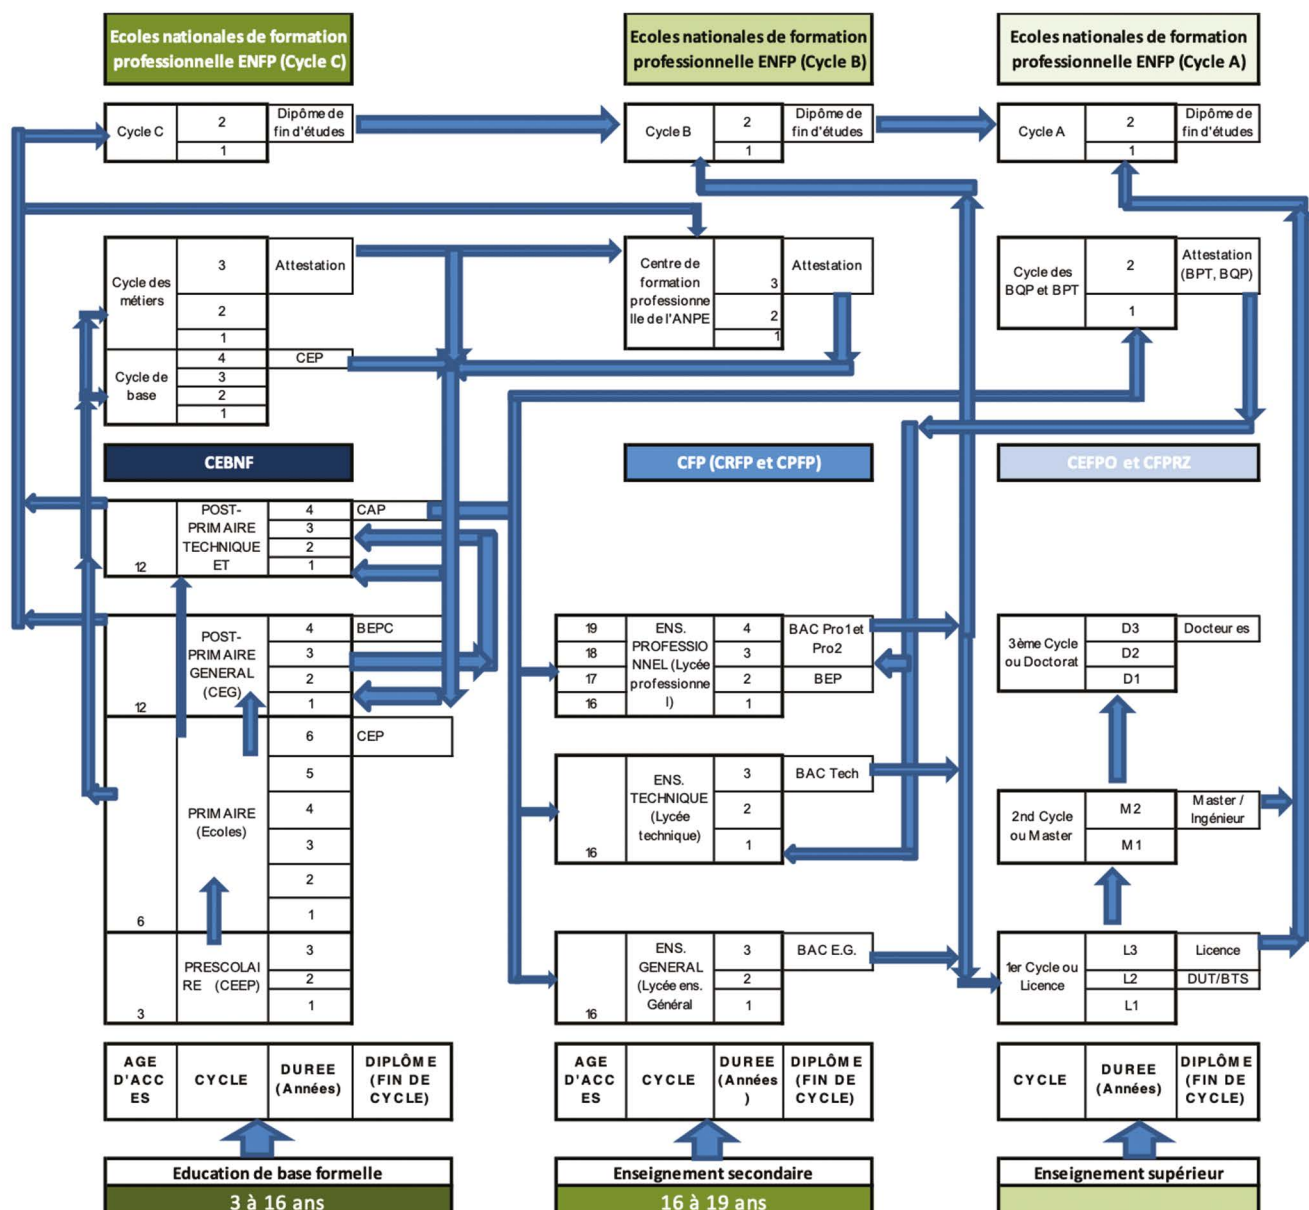 Ecoles nationales de formation
professionnelle ENFP (Cycle C)
Ecoles nationales de formation
professionnelle ENFP (Cycle B)
Ecoles nationales de formation
professionnelle ENFP (Cycle A)
Cycle C
2
1
Dipôme de
fin d'études
Cycle B
2
1
Dipôme de
fin d'études
Cycle A
2
1
Dipôme de
fin d'études
Cycle des
métiers
3
2
1
Attestation
Cycle de
base
4
3
2
1
CEP
Centre de
formation
professionne
lle de l'ANPE
3
2
1
Attestation
Cycle des
BQP et BPT
2
1
Attestation
(BPT, BQP)
CEBNF
CFP (CRFP et CPFP)
CEFPO et CFPRZ
12
POST-
PRIMAIRE
TECHNIQUE
ET
4
3
2
1
CAP
12
POST-
PRIMAIRE
GENERAL
(CEG)
4
3
2
1
BEPC
6
PRIMAIRE
(Ecoles)
6
5
4
3
2
1
CEP
3
PRESCOLAI
RE (CEEP)
3
2
1
19
18
17
16
ENS.
PROFESSIO
NNEL (Lycée
professionne
l)
4
3
2
1
BAC Pro1et
Pro2
BEP
16
ENS.
TECHNIQUE
(Lycée
technique)
3
2
1
BAC Tech
16
ENS.
GENERAL
(Lycée ens.
Général
3
2
1
BAC E.G.
3ème Cycle
ou Doctorat
D3
D2
D1
Docteur es
2nd Cycle
ou Master
M2
M1
Master /
Ingénieur
1er Cycle ou
Licence
L3
L2
L1
Licence
DUT/BTS
AGE
D'ACC
ES
CYCLE
DUREE
(Années)
DIPLÔME
(FIN DE
CYCLE)
AGE
D'ACC
ES
CYCLE
DUREE
(Années
)
DIPLÔME
(FIN DE
CYCLE)
CYCLE
DUREE
(Années)
DIPLÔME
(FIN DE
CYCLE)
Education de base formelle
3 à 16 ans
Enseignement secondaire
16 à 19 ans
Enseignement supérieur